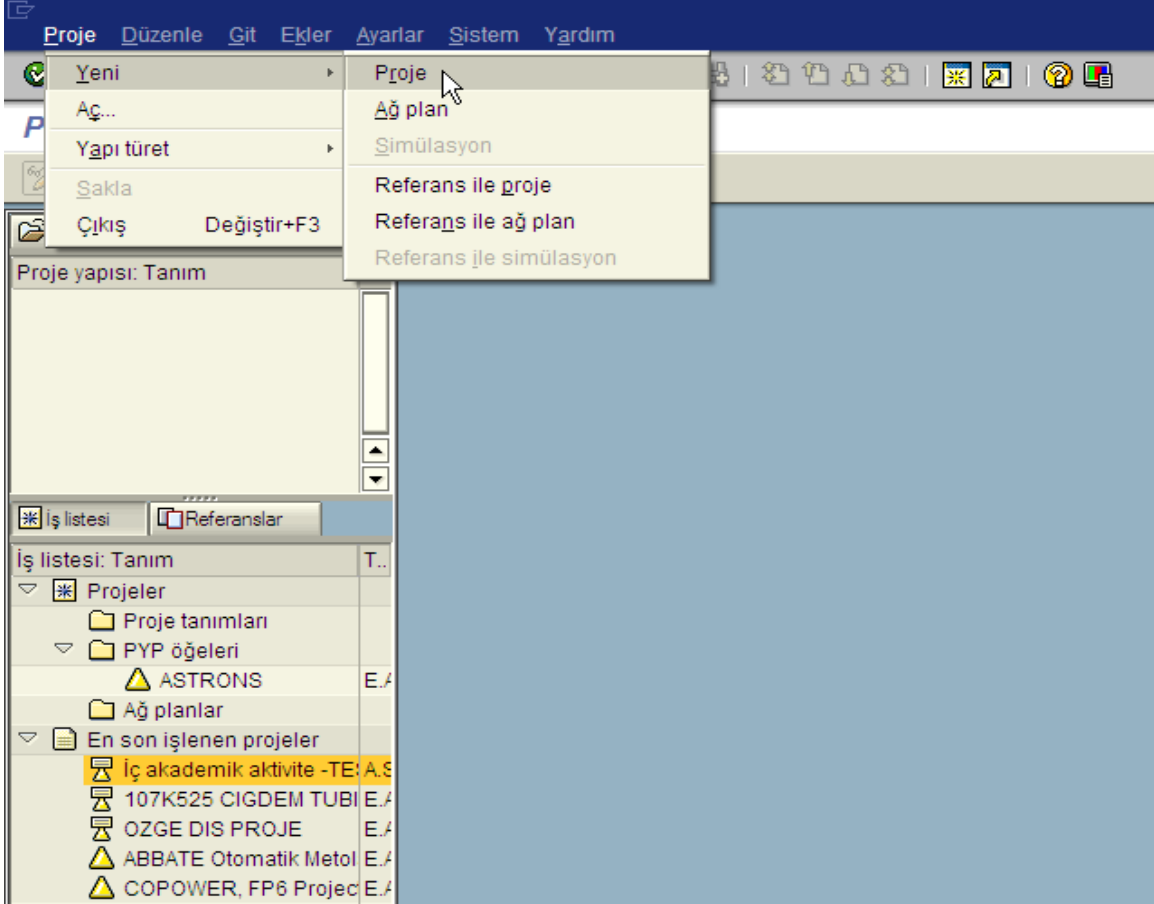 Proje Düzenle Git Ekler Ayarlar Sistem Yardım
Yeni
Aç...
Yapı türet
Sakla
Çıkış Değiştir+F3
Proje
Ağ plan
Simülasyon
Referans ile proje
Referans ile ağ plan
Referans ile simülasyon
P
Proje yapısı: Tanım
İş listesi Referanslar
İş listesi: Tanım T..
Projeler
Proje tanımları
PYP öğeleri
ASTRONS E.A
Ağ planlar
En son işlenen projeler
İç akademik aktivite -TE A.S
107K525 CIGDEM TUBI E.A
OZGE DIS PROJE E.A
ABBATE Otomatik Metol E.A
COPOWER, FP6 Projec E.A